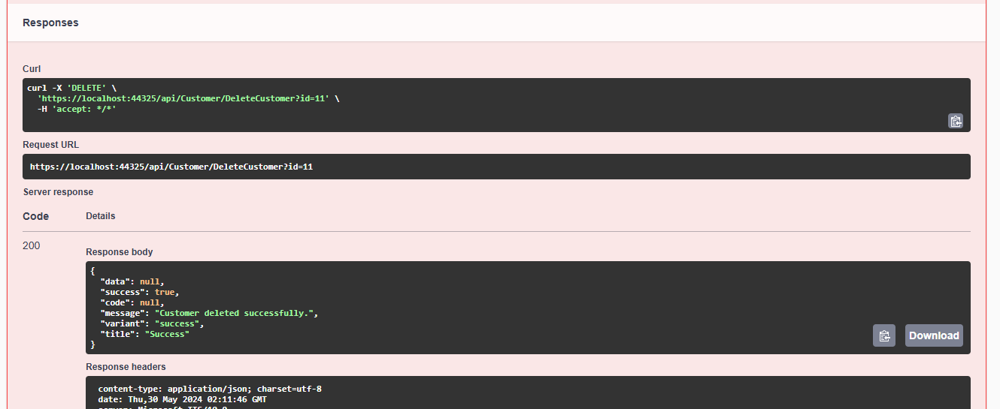 Responses
Curl
curl -X 'DELETE' \
'https://localhost:44325/api/Customer/DeleteCustomer?id=11' \
-H 'accept: */*'
Request URL
https://localhost:44325/api/Customer/DeleteCustomer?id=11
Server response
Code Details
200
Response body
{
"data": null,
"success": true,
"code": null,
"message": "Customer deleted successfully.",
"variant": "success",
"title": "Success"
}
Download
Response headers
content-type: application/json; charset=utf-8
date: Thu,30 May 2024 02:11:46 GMT